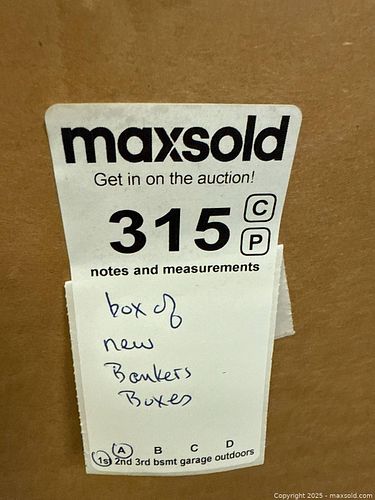 maxsold
Get in on the auction!
315 C
P
notes and measurements
box of
new
Bankers
Boxes
A B C D
1st 2nd 3rd bsmt garage outdoors
Copyright 2025 - maxsold.com